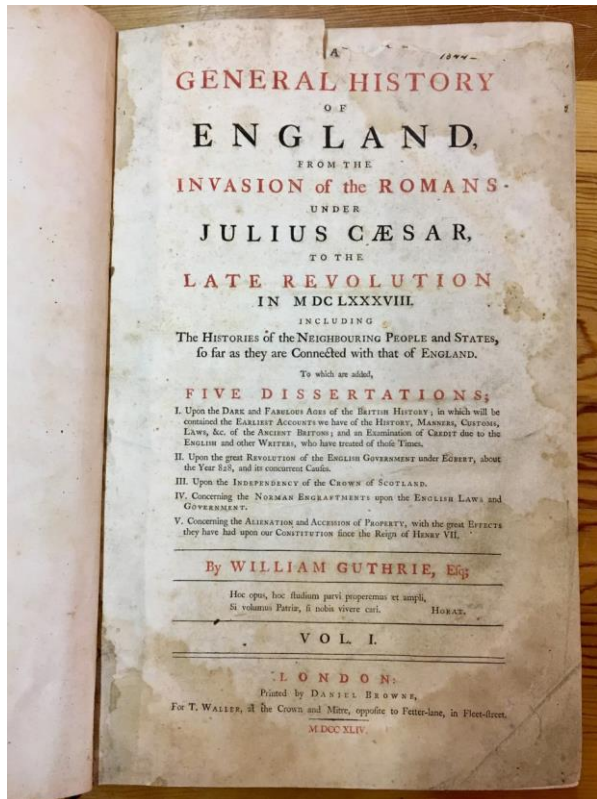 1044-
A
GENERAL HISTORY
OF
ENGLAND,
FROM THE
INVASION of the ROMANS
UNDER
JULIUS CÆSAR,
TO THE
LATE REVOLUTION
IN M DC LXXXVIII.
INCLUDING
The HISTORIES of the NEIGHBOURING PEOPLE and STATES,
so far as they are Connected with that of ENGLAND.
To which are added,
FIVE DISSERTATIONS;
I. Upon the DARK and FABULOUS AGES of the BRITISH HISTORY; in which will be
contained the EARLIEST ACCOUNTS we have of the HISTORY, MANNERS, CUSTOMS,
LAWS, &c. of the ANCIENT BRITONS; and an Examination of CREDIT due to the
ENGLISH and other WRITERS, who have treated of those Times.
II. Upon the great REVOLUTION of the ENGLISH GOVERNMENT under EGBERT, about
the Year 828, and its concurrent Causes.
III. Upon the INDEPENDENCY of the CROWN of SCOTLAND.
IV. Concerning the NORMAN ENGRAFTMENTS upon the ENGLISH LAWS and
GOVERNMENT.
V. Concerning the ALIENATION and ACCESSION of PROPERTY, with the great EFFECTS
they have had upon our CONSTITUTION since the Reign of HENRY VII.
By WILLIAM GUTHRIE, Esq;
Hoc opus, hoc studium parvi properemus et ampli,
Si volumus Patriæ, si nobis vivere cari. HORAT.
VOL. I.
LONDON:
Printed by DANIEL BROWNE,
For T. WALLER, at the Crown and Mitre, opposite to Fetter-lane, in Fleet-street.
M.DCC XLIV.